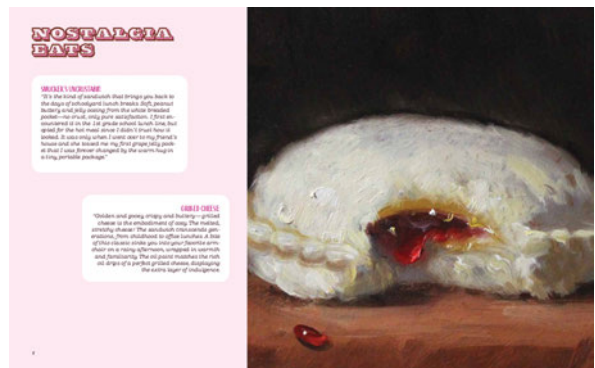 NOSTALGIA
EATS
SMUCKER'S UNCRUSTABLE
"It's the kind of sandwich that brings you back to
the days of schoolyard lunch breaks. Soft, peanut
buttery and jelly oozing from the white breaded
pocket—no crust, only pure satisfaction. I first en-
countered it in the 1st grade school lunch line, but
opted for the hot meal since I didn't trust how it
looked. It was only when I went over to my friend's
house and she tossed me my first grape jelly pock-
et that I was forever changed by the warm hug in
a tiny portable package."
GRILLED CHEESE
"Golden and gooey, crispy and buttery—grilled
cheese is the embodiment of cozy. The melted,
stretchy cheese! The sandwich transcends gen-
erations, from childhood to office lunches. A bite
of this classic sinks you into your favorite arm-
chair on a rainy afternoon, wrapped in warmth
and familiarity. The oil paint matches the rich
oil drips of a perfect grilled cheese, displaying
the extra layer of indulgence.